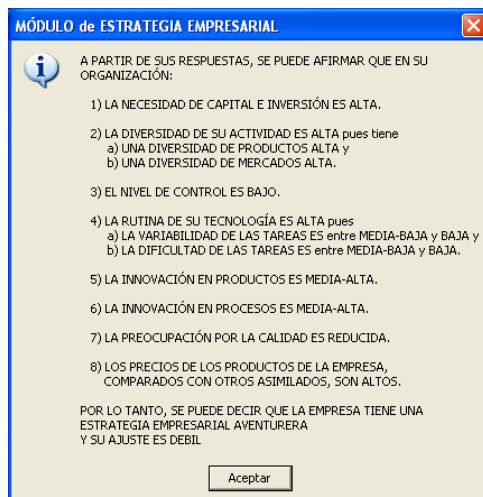 MÓDULO de ESTRATEGIA EMPRESARIAL
A PARTIR DE SUS RESPUESTAS, SE PUEDE AFIRMAR QUE EN SU
ORGANIZACIÓN:
1) LA NECESIDAD DE CAPITAL E INVERSIÓN ES ALTA.
2) LA DIVERSIDAD DE SU ACTIVIDAD ES ALTA pues tiene
a) UNA DIVERSIDAD DE PRODUCTOS ALTA y
b) UNA DIVERSIDAD DE MERCADOS ALTA.
3) EL NIVEL DE CONTROL ES BAJO.
4) LA RUTINA DE SU TECNOLOGÍA ES ALTA pues
a) LA VARIABILIDAD DE LAS TAREAS ES entre MEDIA-BAJA y BAJA y
b) LA DIFICULTAD DE LAS TAREAS ES entre MEDIA-BAJA y BAJA.
5) LA INNOVACIÓN EN PRODUCTOS ES MEDIA-ALTA.
6) LA INNOVACIÓN EN PROCESOS ES MEDIA-ALTA.
7) LA PREOCUPACIÓN POR LA CALIDAD ES REDUCIDA.
8) LOS PRECIOS DE LOS PRODUCTOS DE LA EMPRESA,
COMPARADOS CON OTROS ASIMILADOS, SON ALTOS.
POR LO TANTO, SE PUEDE DECIR QUE LA EMPRESA TIENE UNA
ESTRATEGIA EMPRESARIAL AVENTURERA
Y SU AJUSTE ES DEBIL
Aceptar